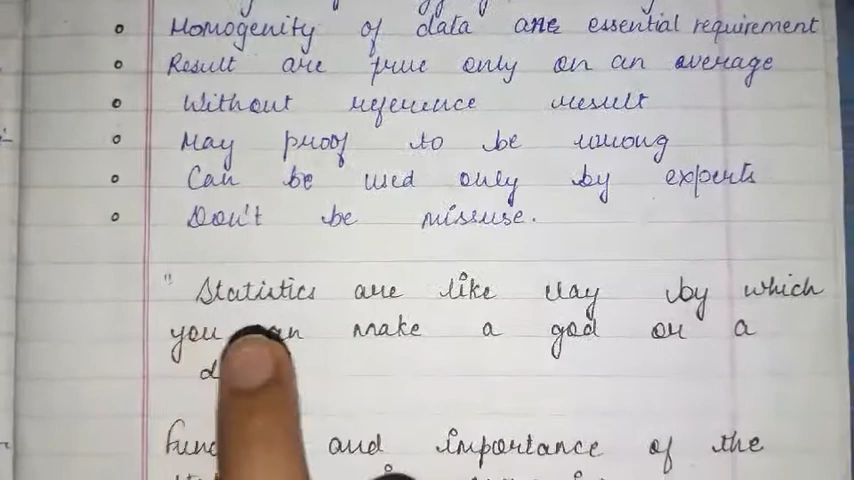 Homogenity of data are essential requirement
Result are true only on an average
Without reference result
May proof to be wrong
Can be used only by experts
Don't be missuse.
" Statistics are like clay by which
you can make a god or a
and importance of the